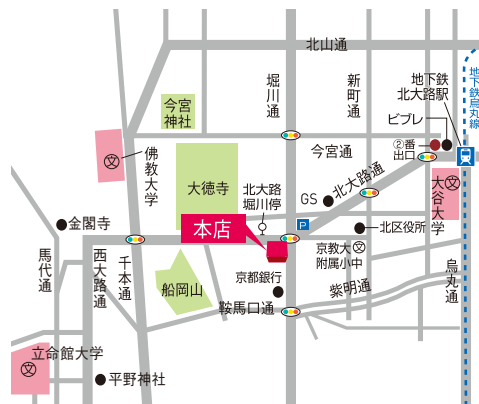 北山通
地下鉄烏丸線
地下鉄
北大路駅
堀川通
新町通
今宮
神社
ビブレ
②番
出口
今宮通
文
佛教大学
大徳寺
北大路
堀川停
GS
北大路通
文
大谷大学
金閣寺
本店
P
北区役所
京教大文
附属小中
馬代通
西大路通
千本通
船岡山
京都銀行
鞍馬口通
紫明通
烏丸通
立命館大学
文
平野神社